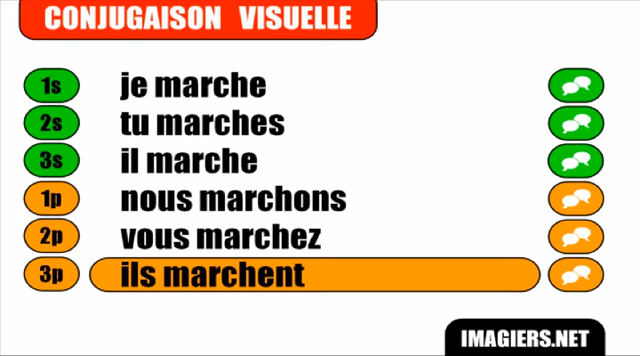 CONJUGAISON VISUELLE
1s je marche
2s tu marches
3s il marche
1p nous marchons
2p vous marchez
3p ils marchent
IMAGIERS.NET